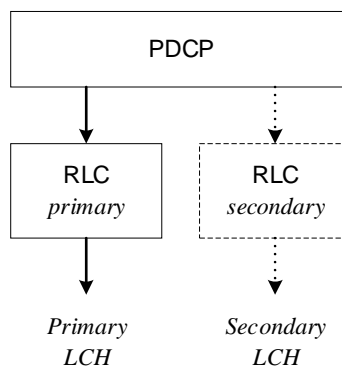 PDCP
RLC
primary
RLC
secondary
Primary
LCH
Secondary
LCH